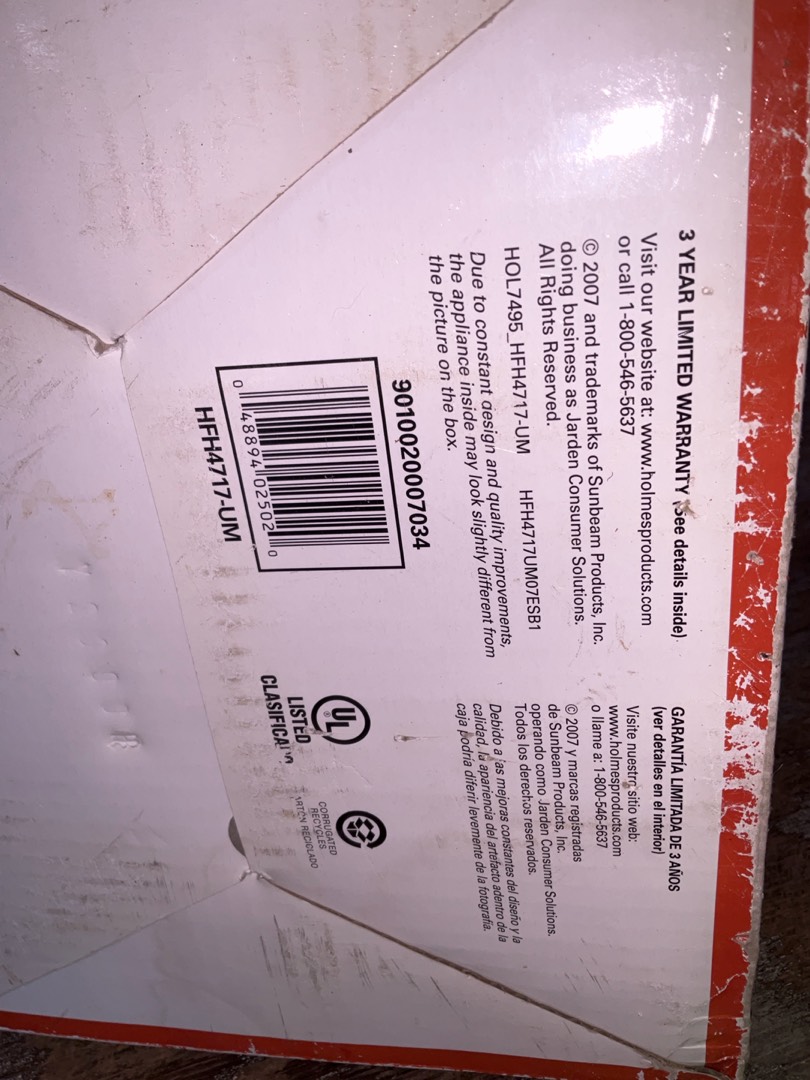 3 YEAR LIMITED WARRANTY (See details inside)
Visit our website at: www.holmesproducts.com
or call 1-800-546-5637
© 2007 and trademarks of Sunbeam Products, Inc.
doing business as Jarden Consumer Solutions.
All Rights Reserved.
HOL7495_HFH4717-UM HFH4717UM07ESB1
Due to constant design and quality improvements,
the appliance inside may look slightly different from
the picture on the box.
9010020007034
0 48894 02502 0
HFH4717-UM
GARANTÍA LIMITADA DE 3 AÑOS
(ver detalles en el interior)
Visite nuestro sitio web:
www.holmesproducts.com
o llame a: 1-800-546-5637
© 2007 y marcas registradas
de Sunbeam Products, Inc.
operando como Jarden Consumer Solutions.
Todos los derechos reservados.
Debido a las mejoras constantes del diseño y la
calidad, la apariencia del artefacto adentro de la
caja podría diferir levemente de la fotografía.
UL
LISTED
CORRUGATED
RECYCLES
RECICLADO